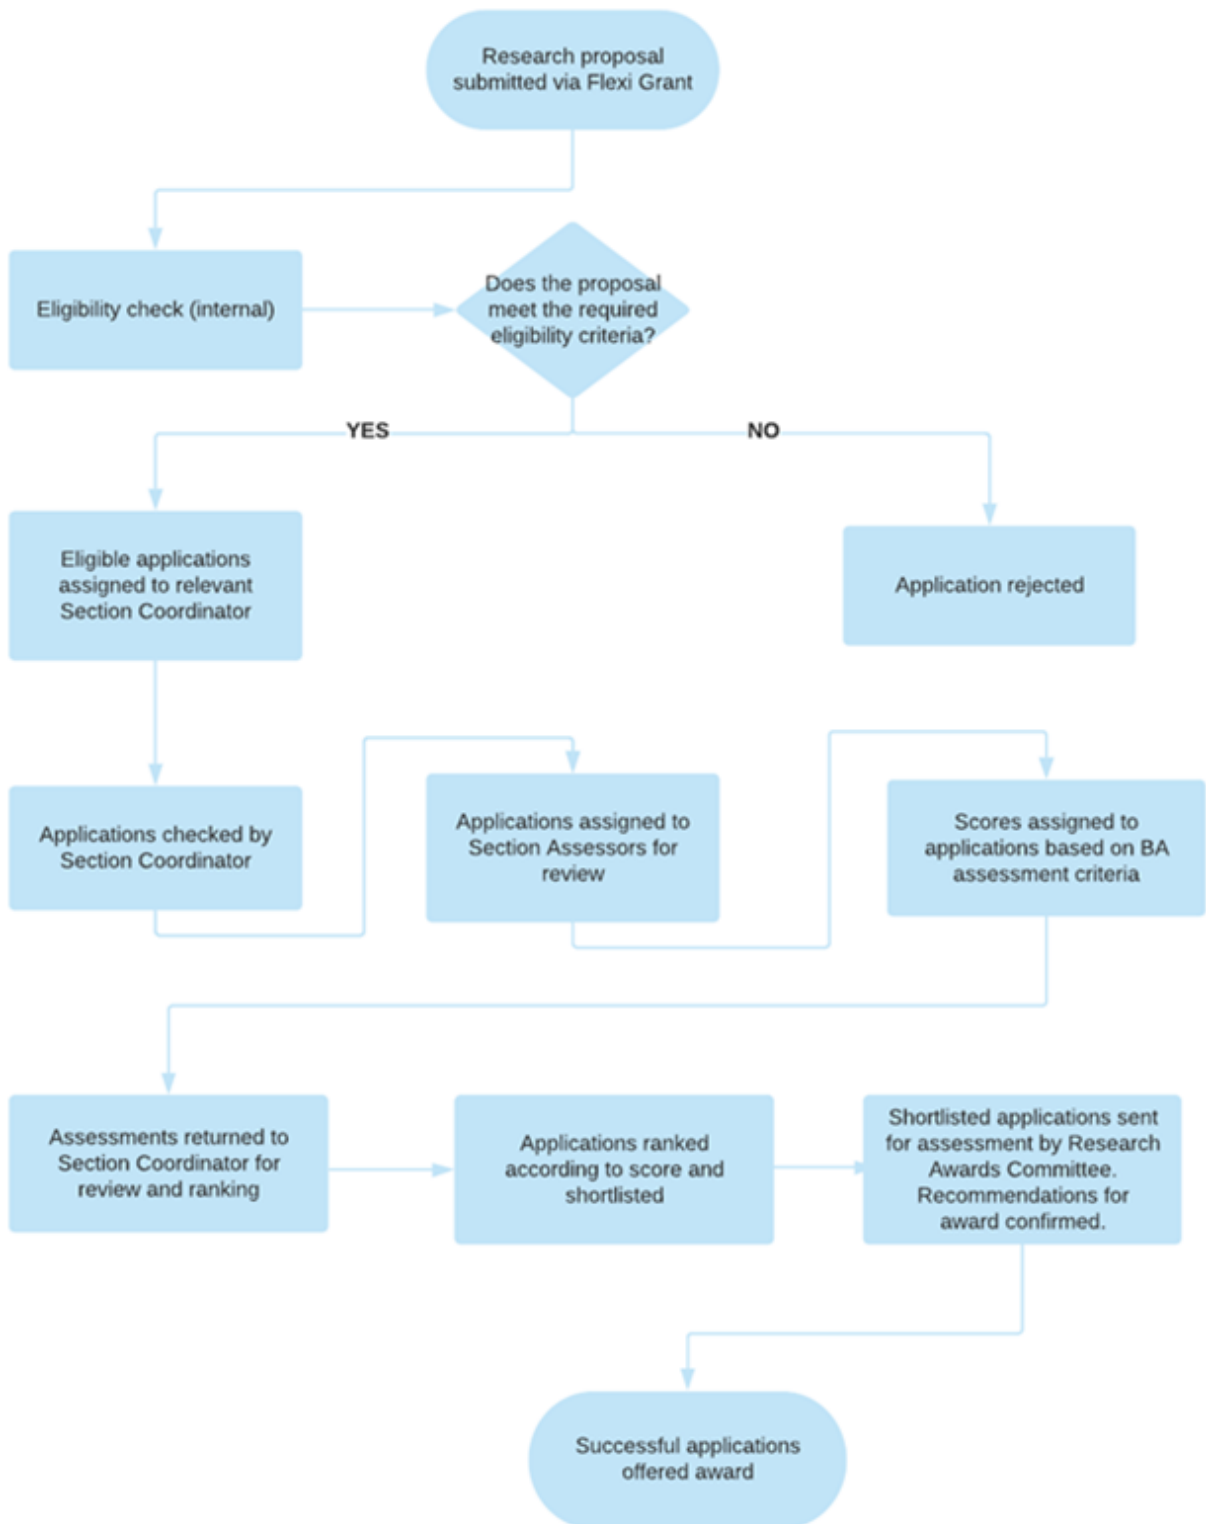 Research proposal
submitted via Flexi Grant
Eligibility check (internal)
Does the proposal
meet the required
eligibility criteria?
YES
NO
Eligible applications
assigned to relevant
Section Coordinator
Application rejected
Applications checked by
Section Coordinator
Applications assigned to
Section Assessors for
review
Scores assigned to
applications based on BA
assessment criteria
Assessments returned to
Section Coordinator for
review and ranking
Applications ranked
according to score and
shortlisted
Shortlisted applications sent
for assessment by Research
Awards Committee.
Recommendations for
award confirmed.
Successful applications
offered award